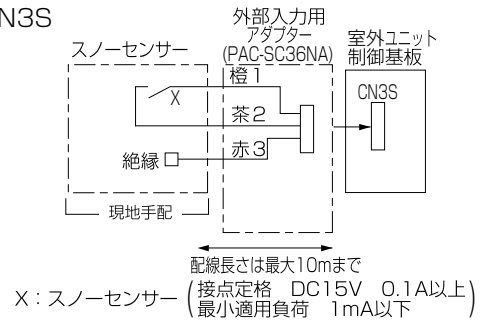 N3S
外部入力用
アダプター
(PAC-SC36NA)
スノーセンサー
室外ユニット
制御基板
橙1
X
茶2
CN3S
赤3
絶縁
現地手配
配線長さは最大10mまで
X:スノーセンサー(接点定格 DC15V 0.1A以上
最小適用負荷 1mA以下)